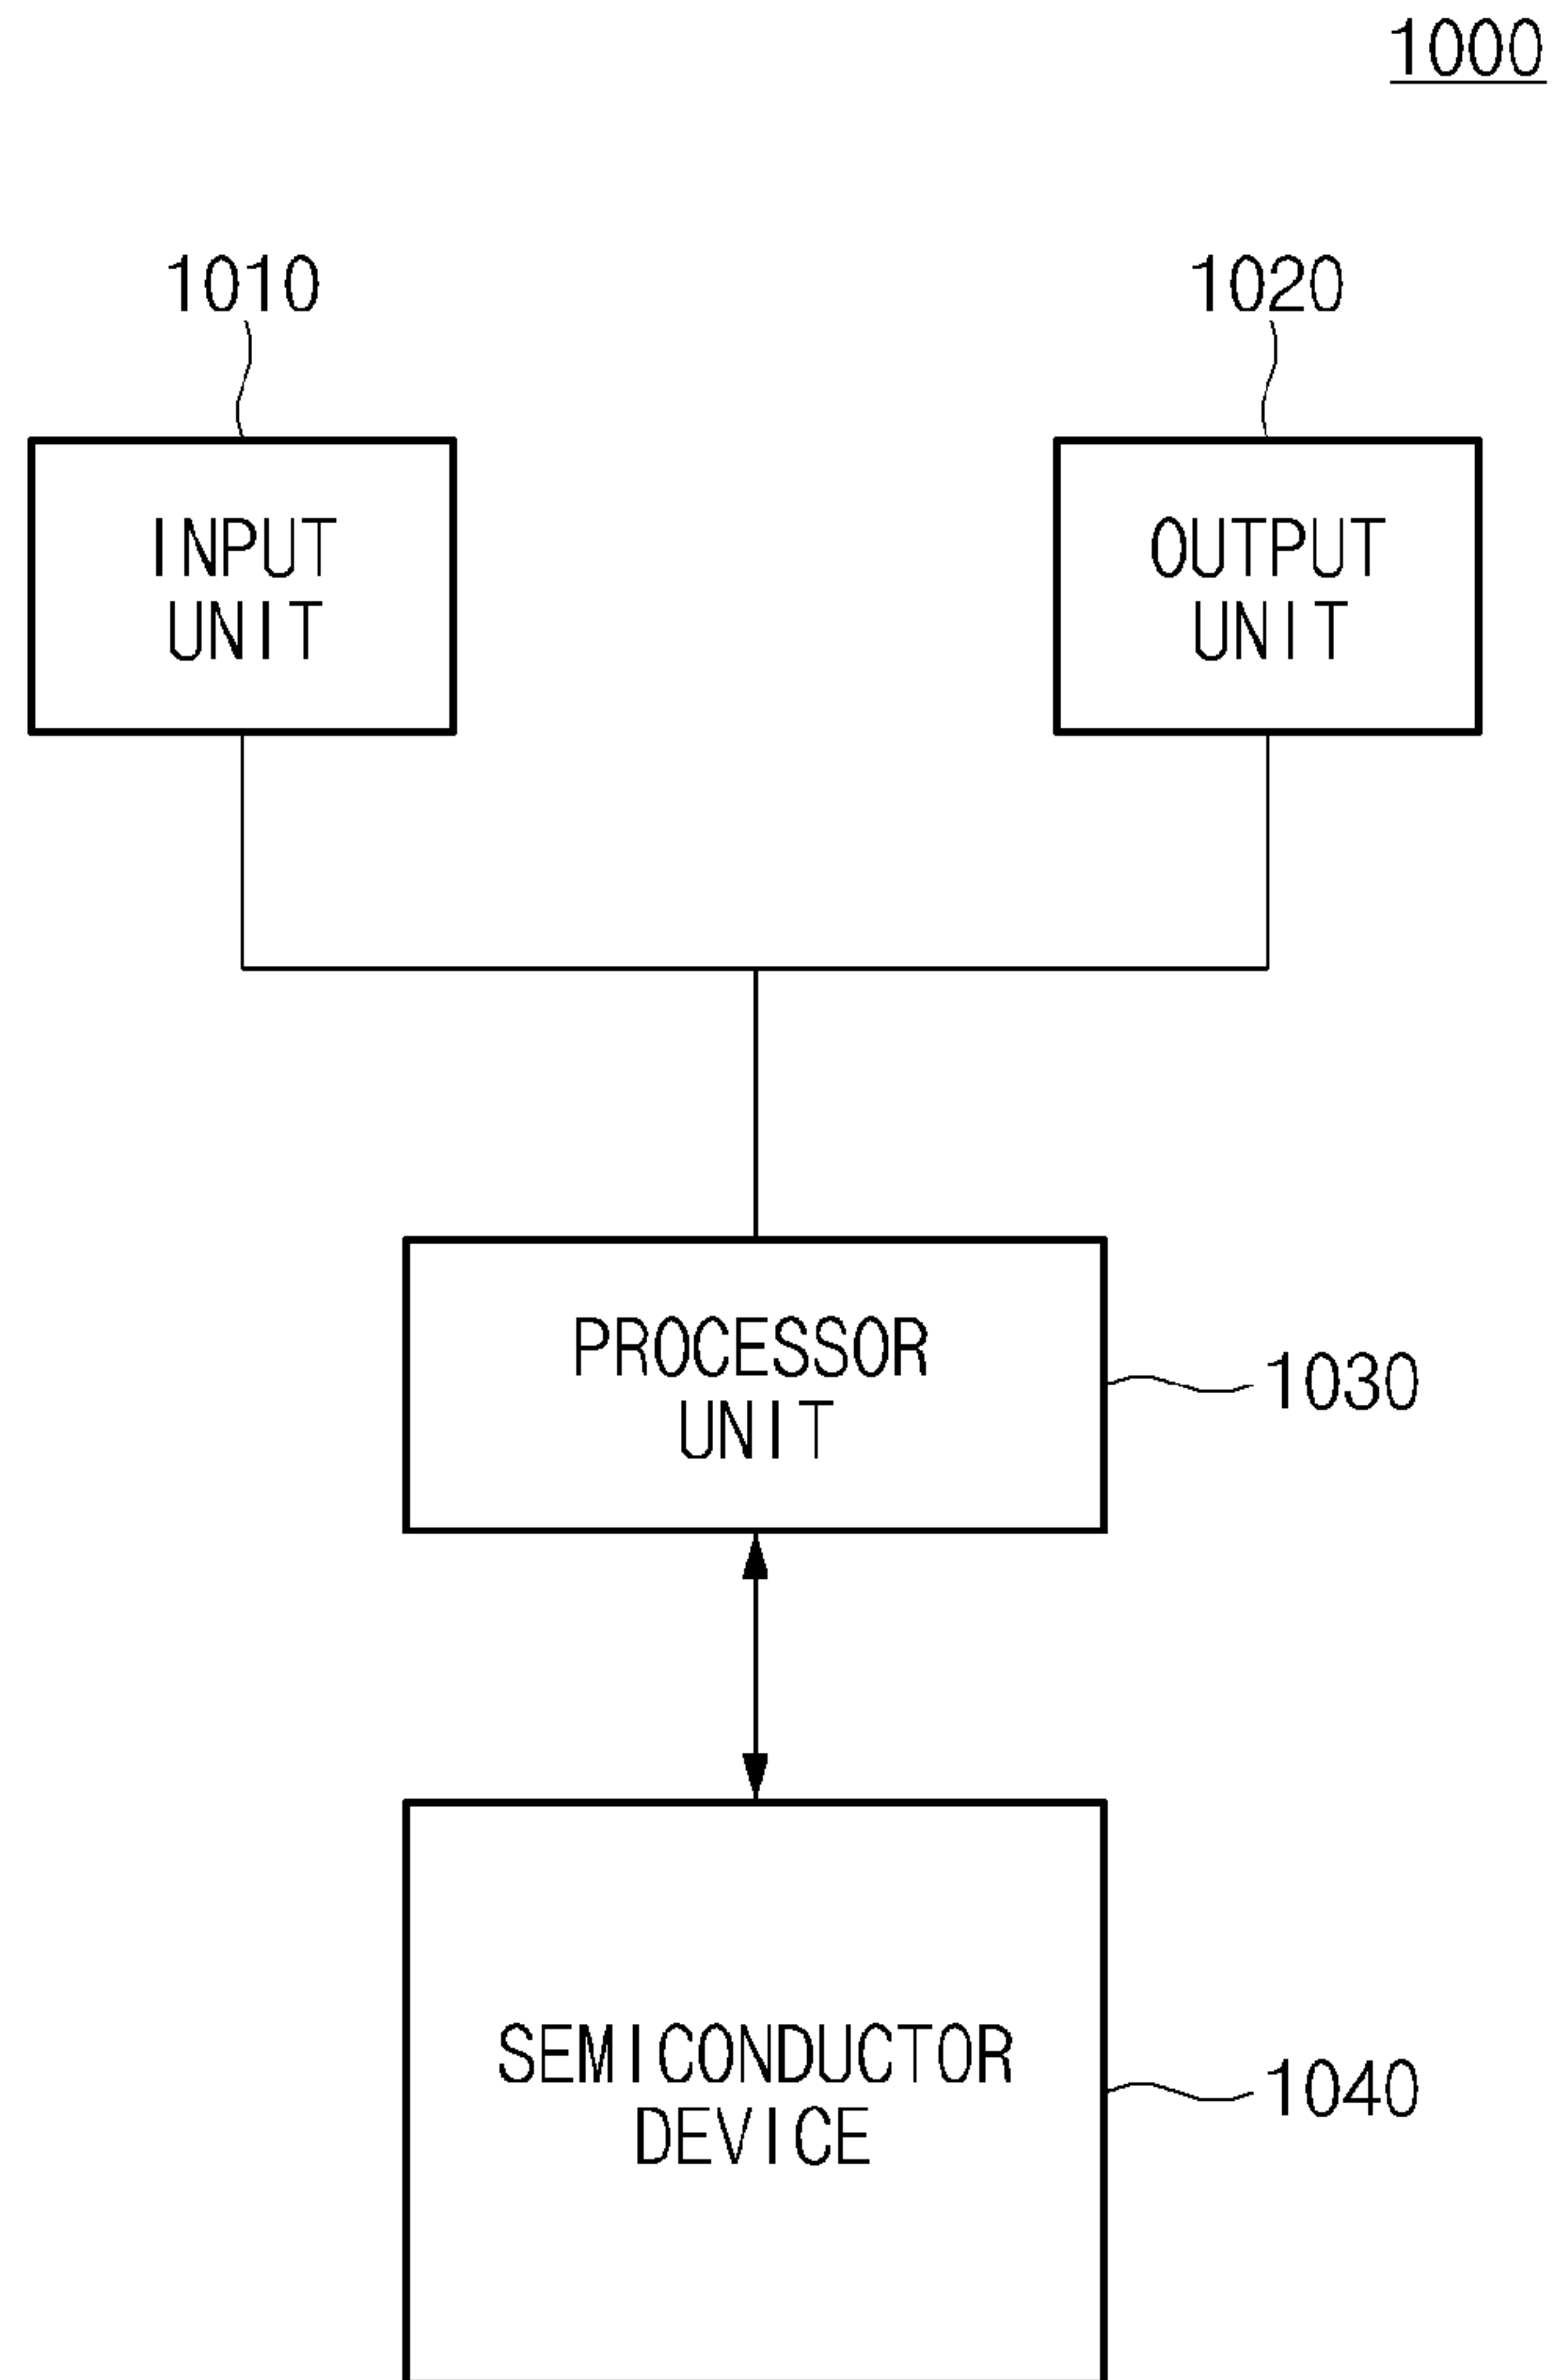 1000
1010
1020
INPUT
UNIT
OUTPUT
UNIT
PROCESSOR
UNIT
1030
SEMICONDUCTOR
DEVICE
1040